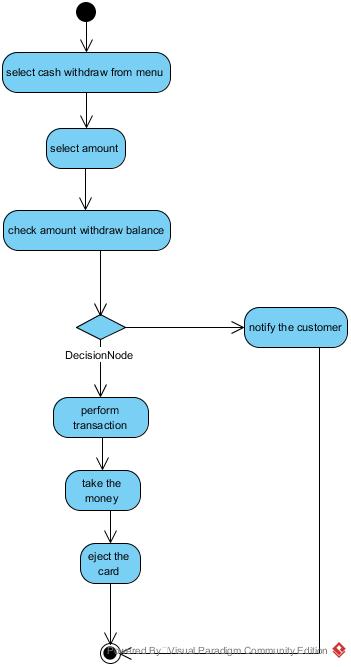 select cash withdraw from menu
select amount
check amount withdraw balance
notify the customer
DecisionNode
perform
transaction
take the
money
eject the
card
Powered By Visual Paradigm Community Edition